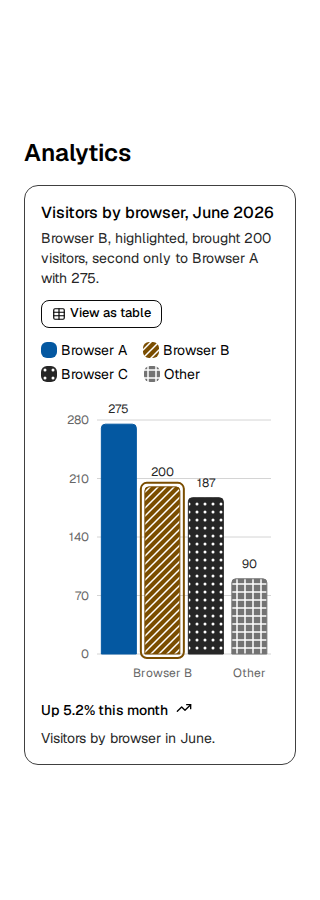 Analytics
Visitors by browser, June 2026
Browser B, highlighted, brought 200
visitors, second only to Browser A
with 275.
View as table
Browser A Browser B
Browser C Other
275
280
200
187
210
140
90
70
0
Browser B Other
Up 5.2% this month
Visitors by browser in June.